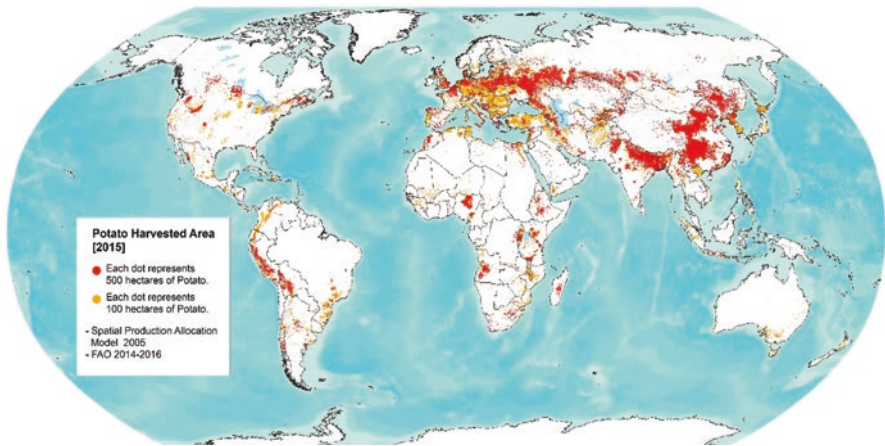 Potato Harvested Area
[2015]
Each dot represents
500 hectares of Potato.
Each dot represents
100 hectares of Potato.
- Spatial Production Allocation
Model 2005
- FAO 2014-2016